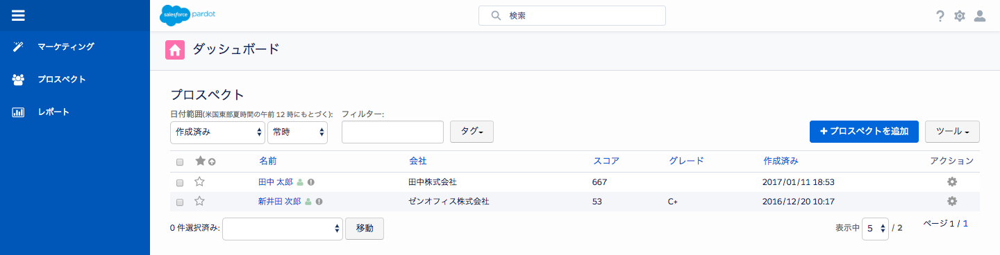 salesforce pardot
検索
マーケティング
プロスペクト
レポート
ダッシュボード
プロスペクト
日付範囲(米国東部夏時間の午前 12 時にもとづく): フィルター:
作成済み 常時 タグ プロスペクトを追加 ツール
名前 会社 スコア グレード 作成済み アクション
田中 太郎 田中株式会社 667 2017/01/11 18:53
新井田 次郎 ゼンオフィス株式会社 53 C+ 2016/12/20 10:17
0 件選択済み: 移動 表示中 5 / 2 ページ 1 / 1